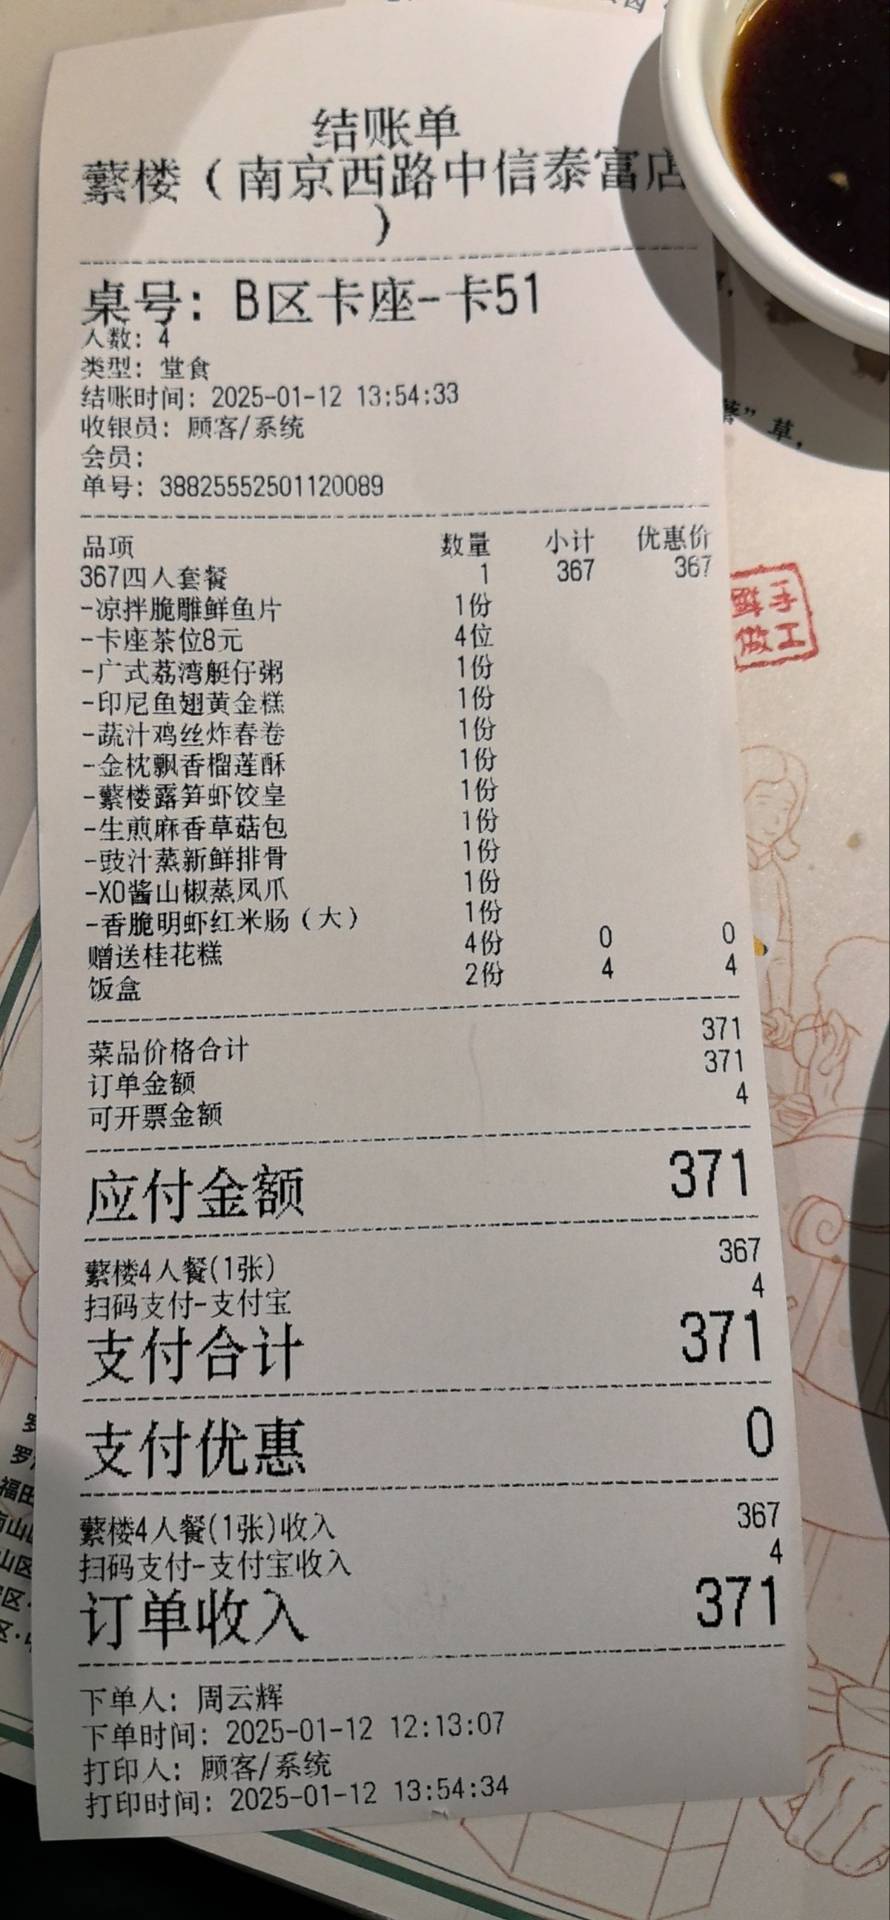 结账单
蘩楼（南京西路中信泰富店
）
桌号: B区卡座-卡51
人数: 4
类型: 堂食
结账时间: 2025-01-12 13:54:33
收银员: 顾客/系统
会员:
单号: 38825552501120089
品项 数量 小计 优惠价
367四人套餐 1 367 367
-凉拌脆雕鲜鱼片 1份
-卡座茶位8元 4位
-广式荔湾艇仔粥 1份
-印尼鱼翅黄金糕 1份
-蔬汁鸡丝炸春卷 1份
-金枕飘香榴莲酥 1份
-蘩楼露笋虾饺皇 1份
-生煎麻香草菇包 1份
-豉汁蒸新鲜排骨 1份
-XO酱山椒蒸凤爪 1份
-香脆明虾红米肠（大） 1份
赠送桂花糕 4份 0 0
饭盒 2份 4 4
菜品价格合计 371
订单金额 371
可开票金额 4
应付金额 371
蘩楼4人餐(1张) 367
扫码支付-支付宝 4
支付合计 371
支付优惠 0
蘩楼4人餐(1张)收入 367
扫码支付-支付宝收入 4
订单收入 371
下单人: 周云辉
下单时间: 2025-01-12 12:13:07
打印人: 顾客/系统
打印时间: 2025-01-12 13:54:34
” 草,
手
做工
福田
山区